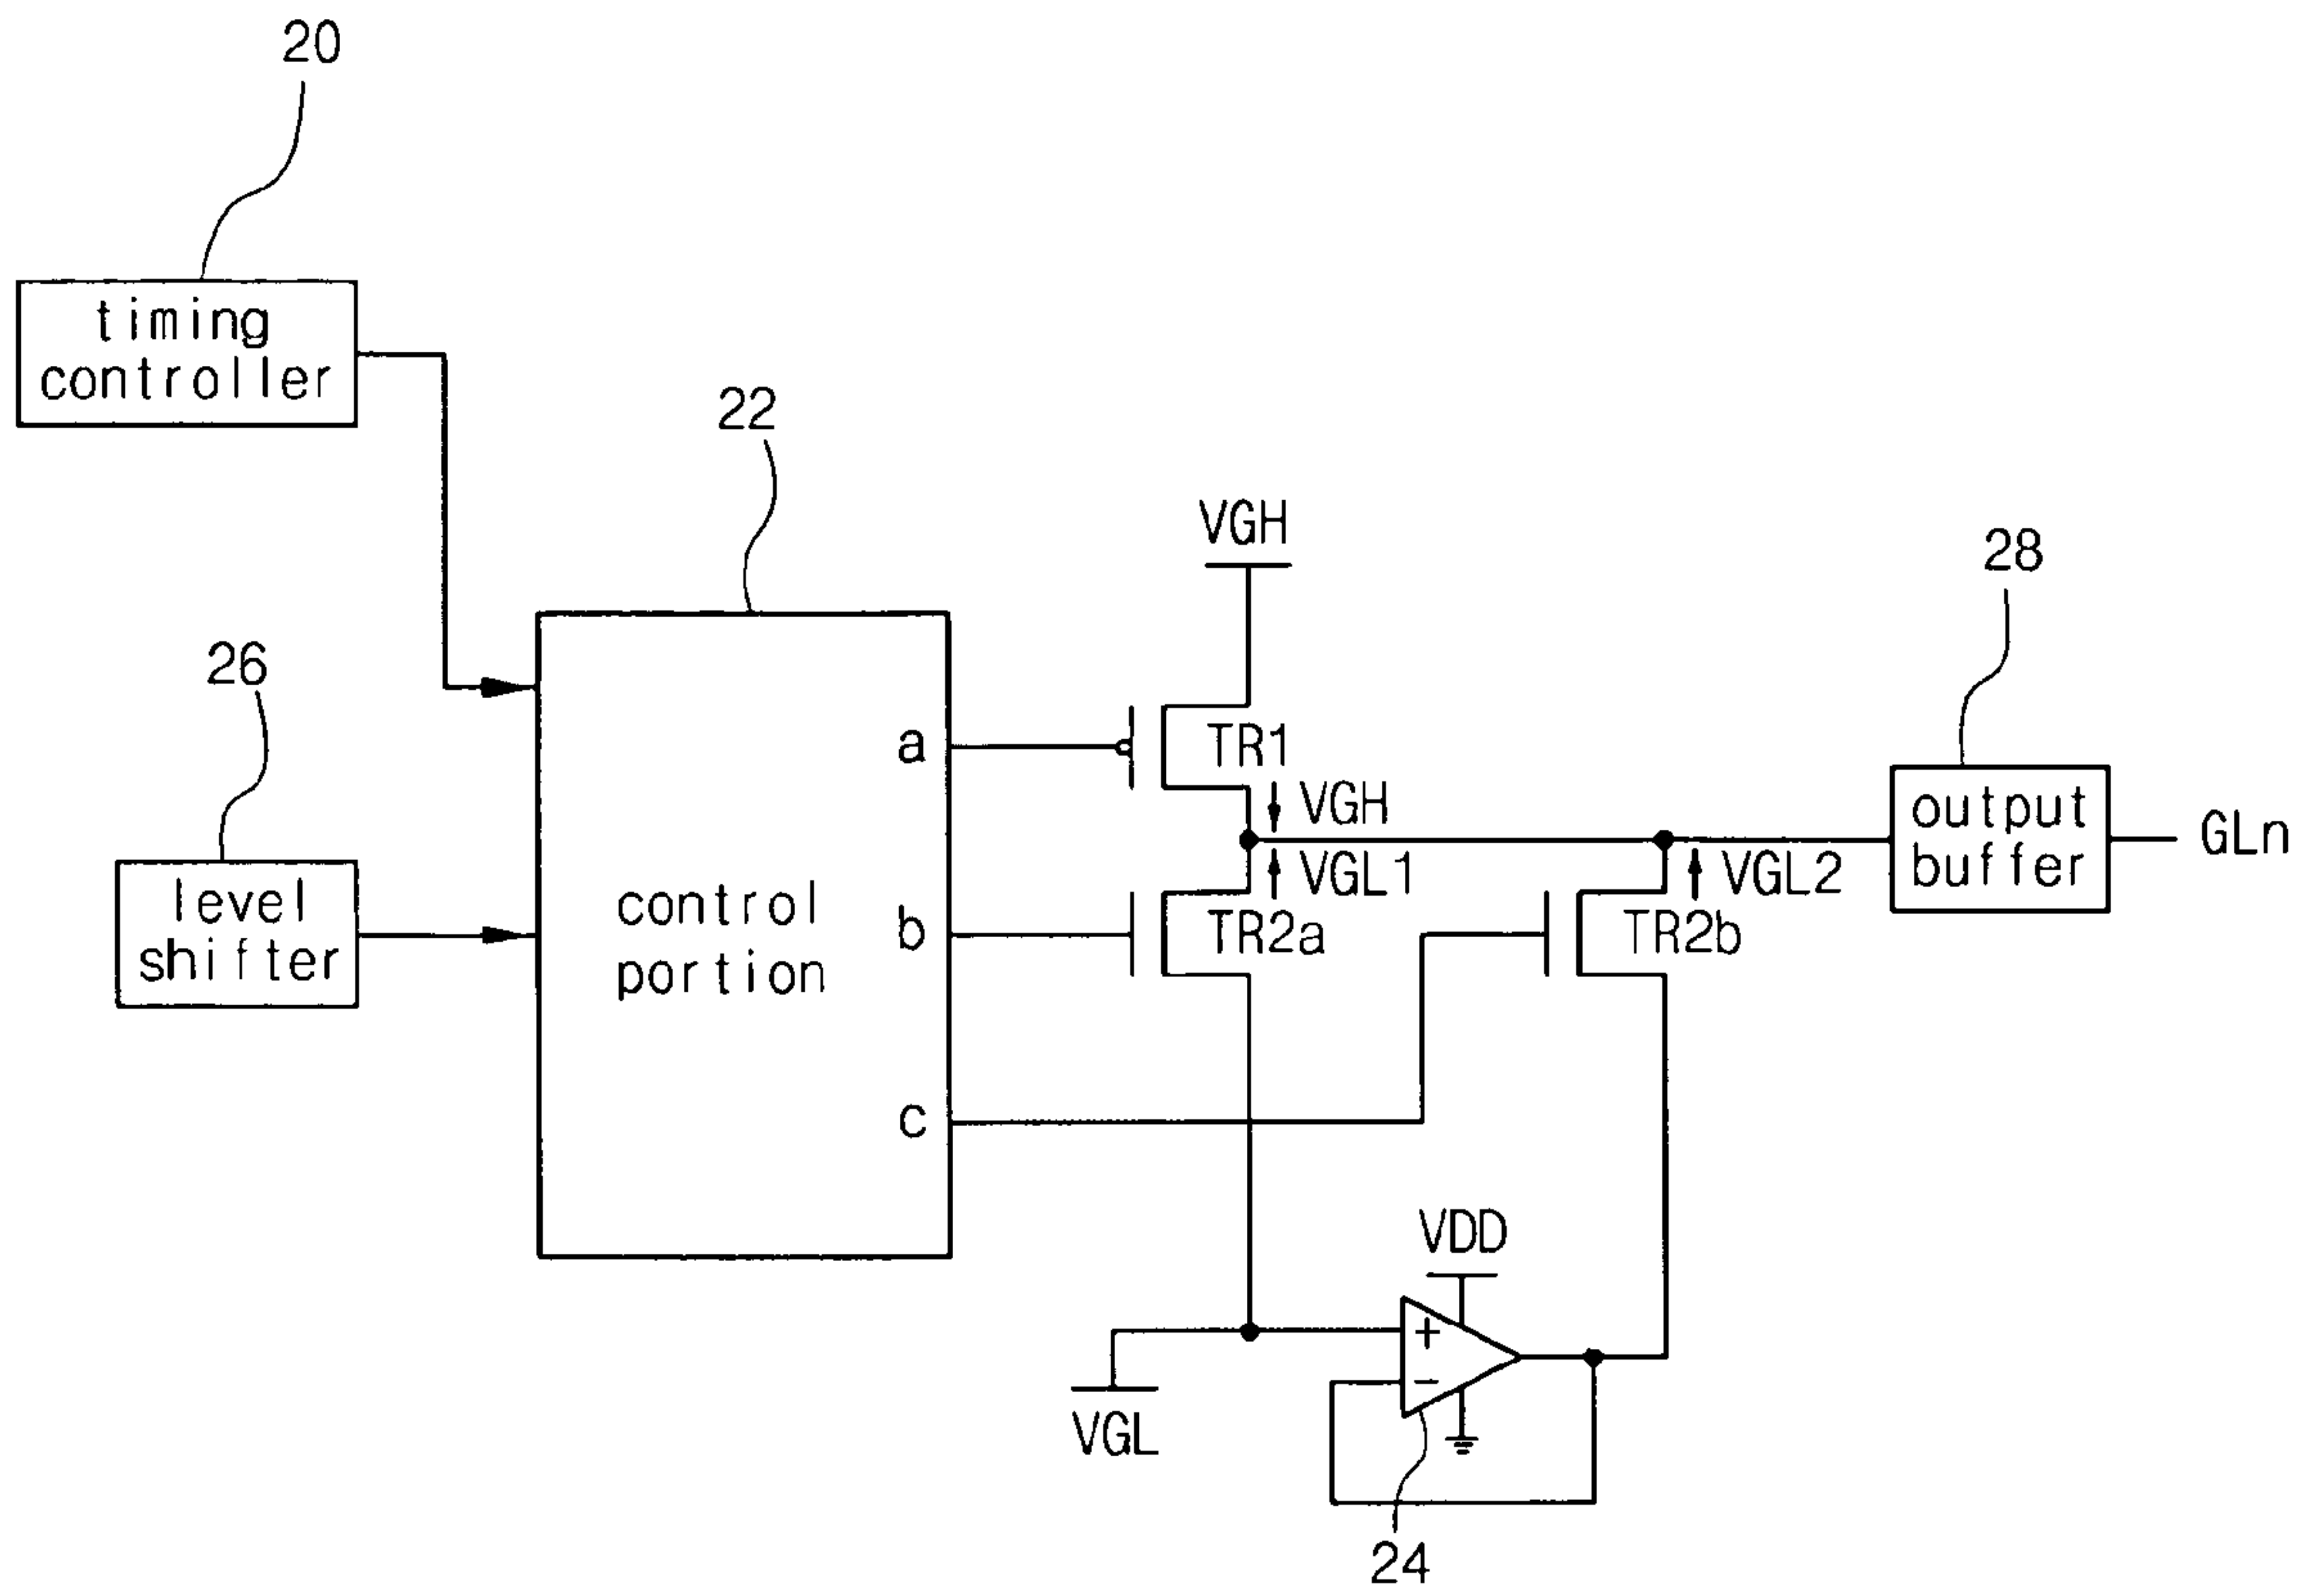 20
timing
controller
22
26
level
shifter
control
portion
a
b
c
VGH
TR1
VGH
VGL1
TR2a
VGL2
TR2b
28
output
buffer
GLn
VDD
+
−
VGL
24